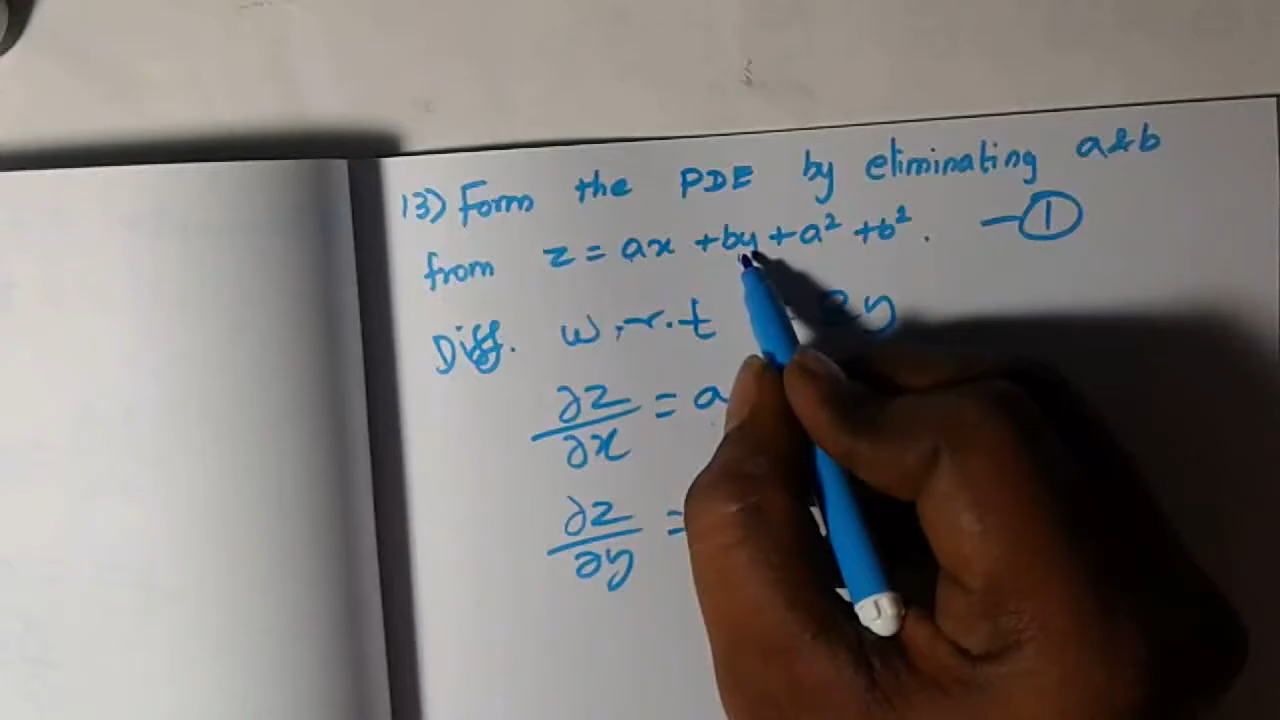 13) Form the PDE by eliminating a&b
from z = ax + by + a² + b². —①
Diff. w.r.t & y
∂z/∂x = a
∂z/∂y =